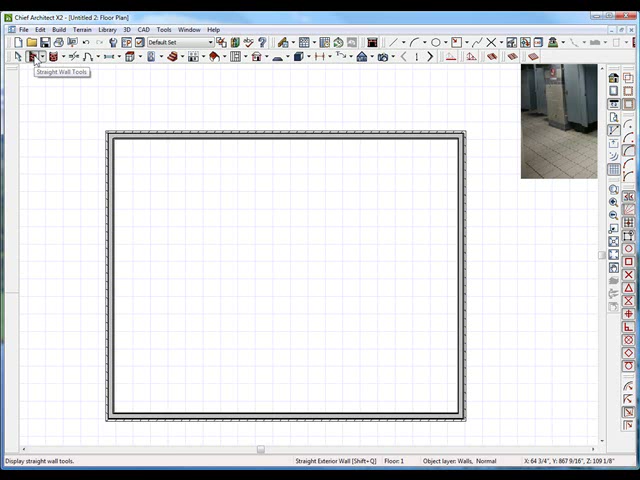 Chief Architect X2 - [Untitled 2: Floor Plan]
File Edit Build Terrain Library 3D CAD Tools Window Help
Default Set
Straight Wall Tools
Display straight wall tools. Straight Exterior Wall [Shift+Q] Floor: 1 Object layer: Walls, Normal X: 64 3/4", Y: 867 9/16", Z: 109 1/8"